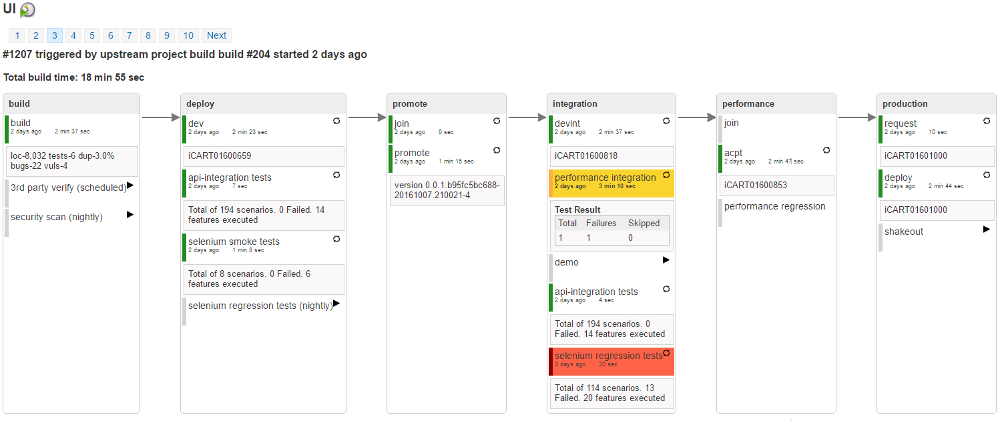 UI
1 2 3 4 5 6 7 8 9 10 Next
#1207 triggered by upstream project build build #204 started 2 days ago
Total build time: 18 min 55 sec
build
build
2 days ago 2 min 37 sec
loc-8,032 tests-6 dup-3.0%
bugs-22 vuls-4
3rd party verify (scheduled)
security scan (nightly)
deploy
dev
2 days ago 2 min 23 sec
iCART01600659
api-integration tests
2 days ago 7 sec
Total of 194 scenarios. 0 Failed. 14
features executed
selenium smoke tests
2 days ago 1 min 8 sec
Total of 8 scenarios. 0 Failed. 6
features executed
selenium regression tests (nightly)
promote
join
2 days ago 0 sec
promote
2 days ago 1 min 15 sec
version 0.0.1.b95fc5bc688-
20161007.210021-4
integration
devint
2 days ago 2 min 37 sec
iCART01600818
performance integration
2 days ago 3 min 10 sec
Test Result
Total Failures Skipped
1 1 0
demo
api-integration tests
2 days ago 4 sec
Total of 194 scenarios. 0
Failed. 14 features executed
selenium regression tests
2 days ago 30 sec
Total of 114 scenarios. 13
Failed. 20 features executed
performance
join
acpt
2 days ago 2 min 47 sec
iCART01600853
performance regression
production
request
2 days ago 10 sec
iCART01601000
deploy
2 days ago 2 min 44 sec
iCART01601000
shakeout